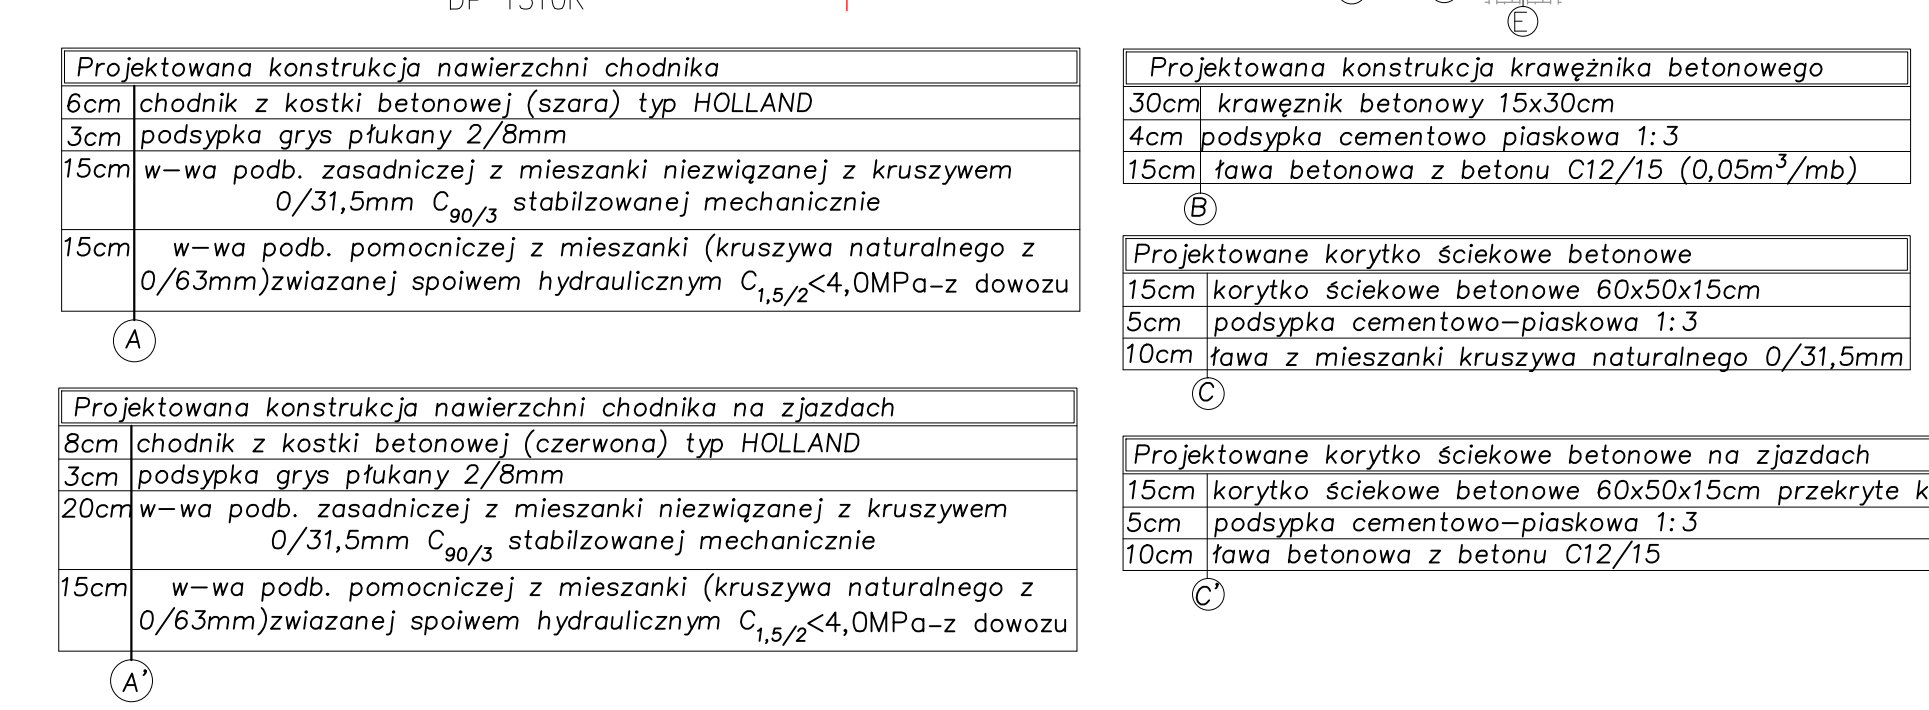 E
Projektowana konstrukcja nawierzchni chodnika
6cm chodnik z kostki betonowej (szara) typ HOLLAND
3cm podsypka grys płukany 2/8mm
15cm w-wa podb. zasadniczej z mieszanki niezwiązanej z kruszywem
0/31,5mm C90/3 stabilzowanej mechanicznie
15cm w-wa podb. pomocniczej z mieszanki (kruszywa naturalnego z
0/63mm)zwiazanej spoiwem hydraulicznym C1,5/2<4,0MPa-z dowozu
A
Projektowana konstrukcja nawierzchni chodnika na zjazdach
8cm chodnik z kostki betonowej (czerwona) typ HOLLAND
3cm podsypka grys płukany 2/8mm
20cm w-wa podb. zasadniczej z mieszanki niezwiązanej z kruszywem
0/31,5mm C90/3 stabilzowanej mechanicznie
15cm w-wa podb. pomocniczej z mieszanki (kruszywa naturalnego z
0/63mm)zwiazanej spoiwem hydraulicznym C1,5/2<4,0MPa-z dowozu
A'
Projektowana konstrukcja krawężnika betonowego
30cm krawęznik betonowy 15x30cm
4cm podsypka cementowo piaskowa 1:3
15cm ława betonowa z betonu C12/15 (0,05m³/mb)
B
Projektowane korytko ściekowe betonowe
15cm korytko ściekowe betonowe 60x50x15cm
5cm podsypka cementowo-piaskowa 1:3
10cm ława z mieszanki kruszywa naturalnego 0/31,5mm
C
Projektowane korytko ściekowe betonowe na zjazdach
15cm korytko ściekowe betonowe 60x50x15cm przekryte
5cm podsypka cementowo-piaskowa 1:3
10cm ława betonowa z betonu C12/15
C'